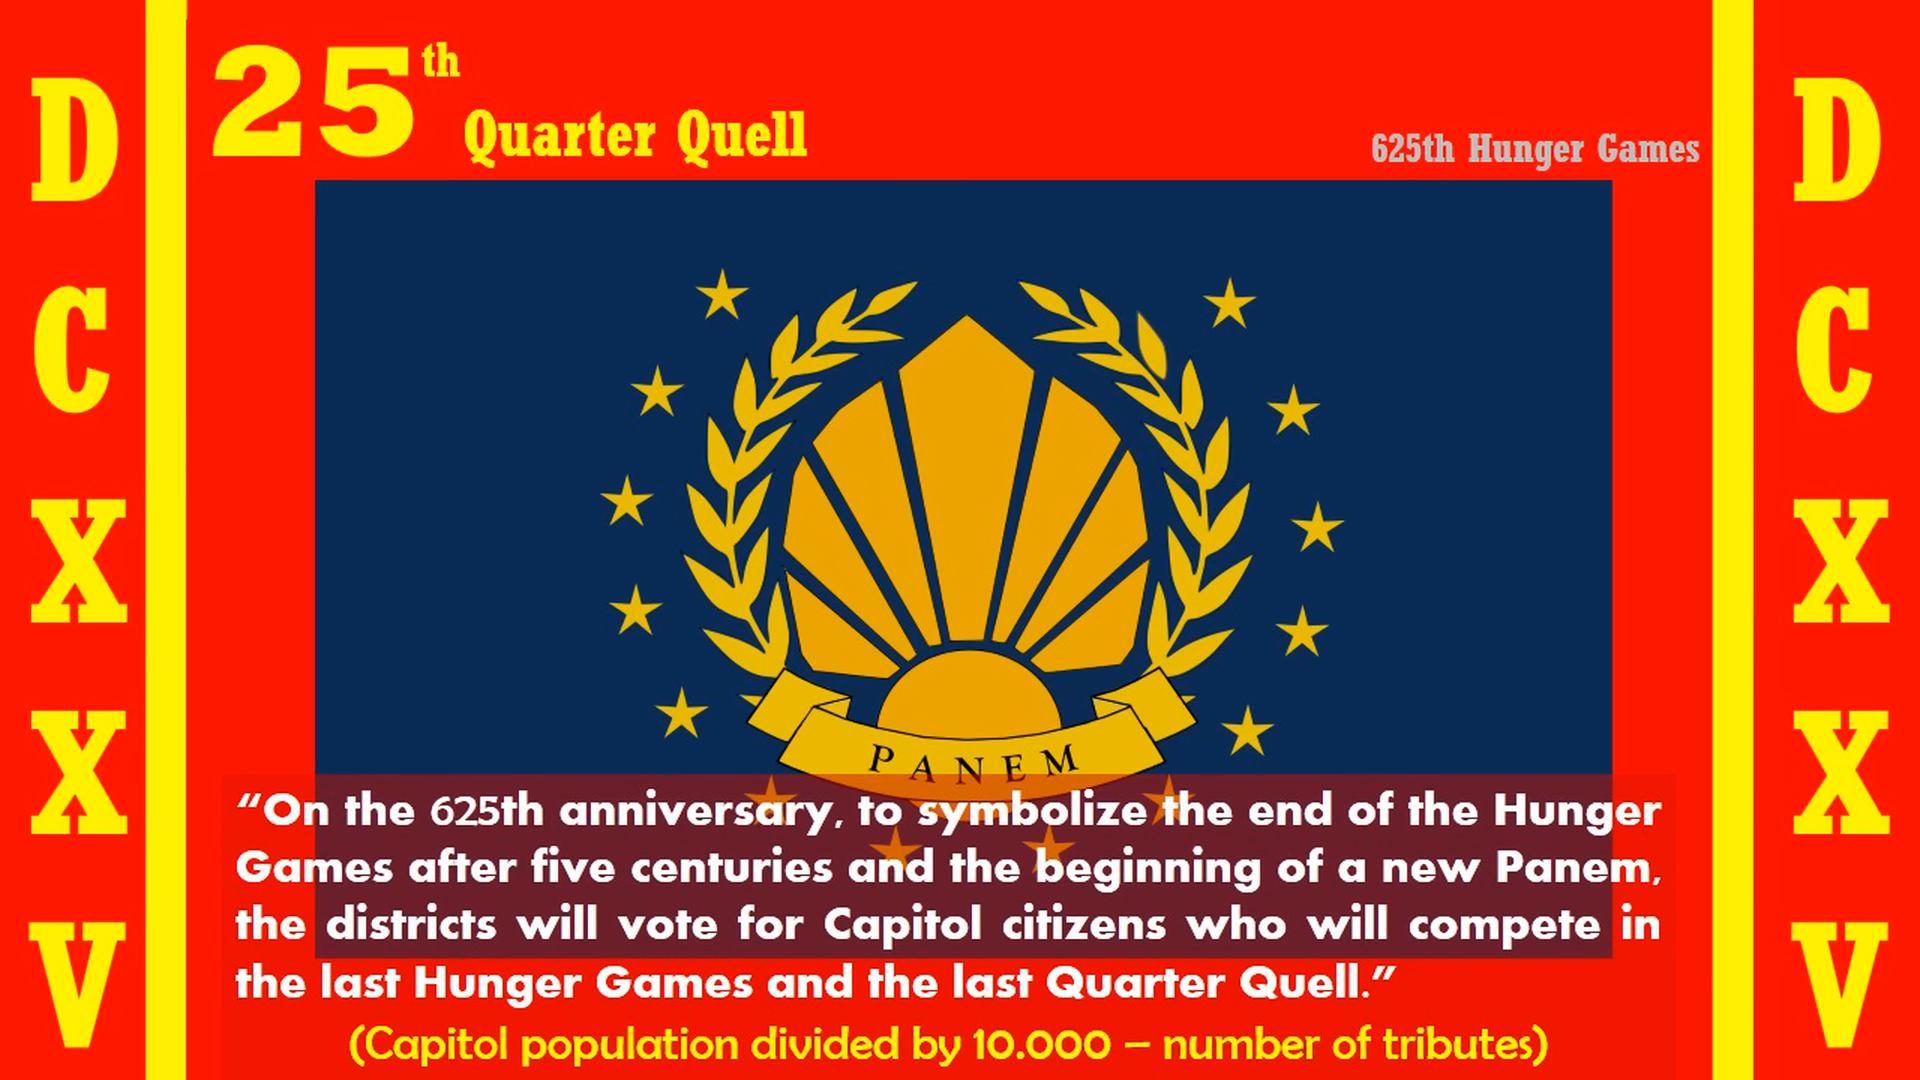 D
C
X
X
V
25th Quarter Quell
625th Hunger Games
PANEM
“On the 625th anniversary, to symbolize the end of the Hunger
Games after five centuries and the beginning of a new Panem,
the districts will vote for Capitol citizens who will compete in
the last Hunger Games and the last Quarter Quell.”
(Capitol population divided by 10.000 – number of tributes)
D
C
X
X
V